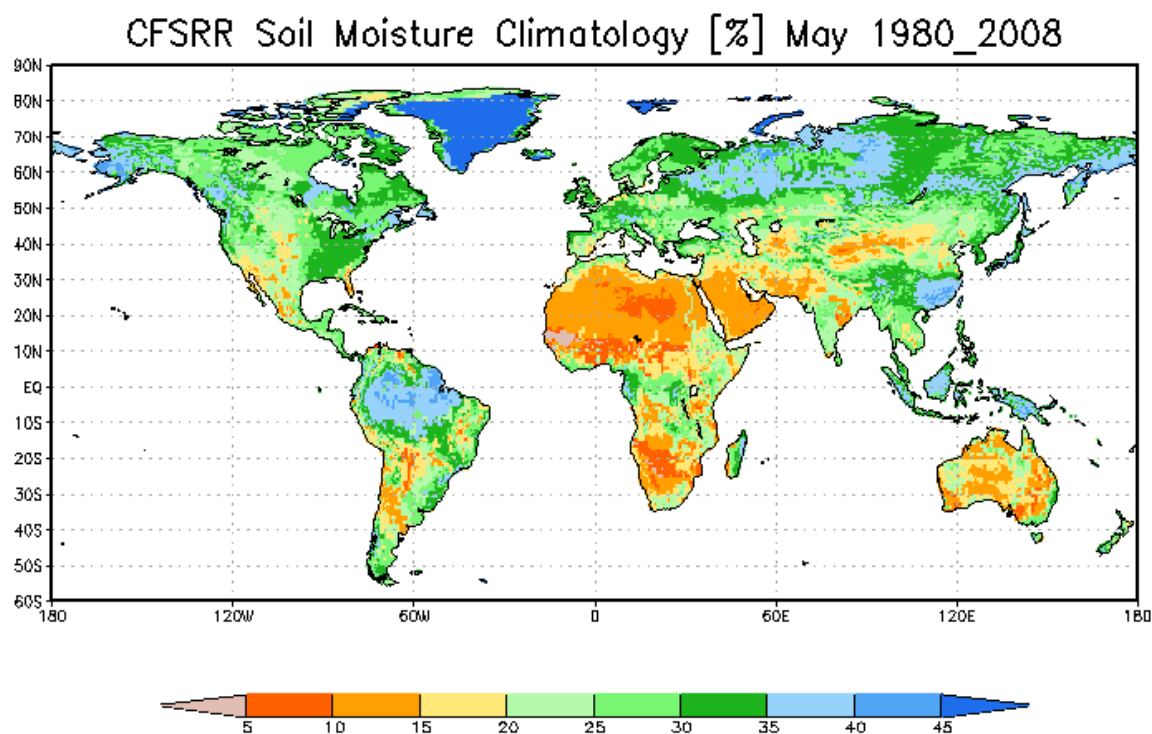 CFSRR Soil Moisture Climatology [%] May 1980_2008
90N
80N
70N
60N
50N
40N
30N
20N
10N
EQ
10S
20S
30S
40S
50S
60S
180 120W 60W 0 60E 120E 180
5 10 15 20 25 30 35 40 45